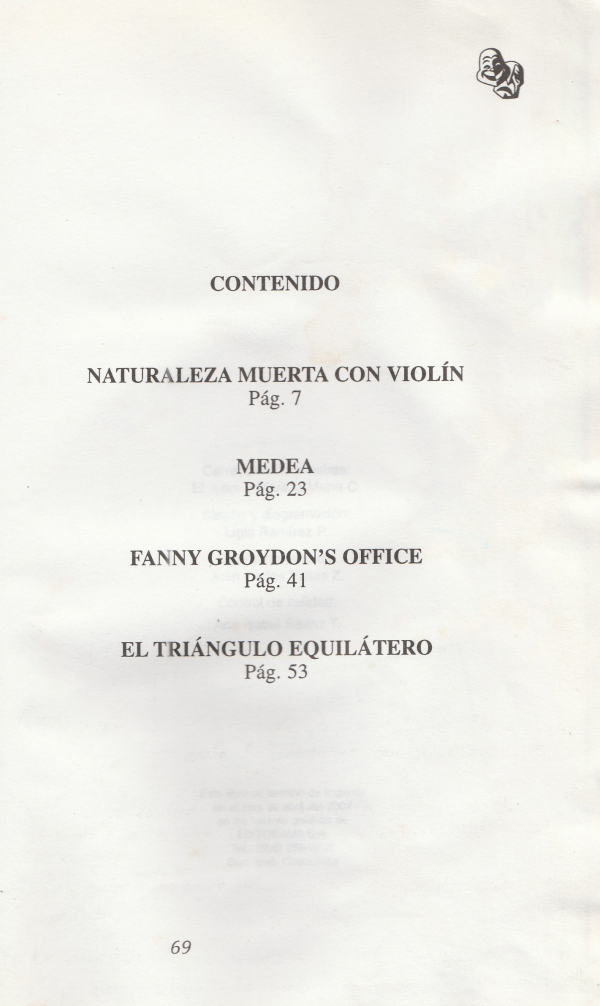 CONTENIDO
NATURALEZA MUERTA CON VIOLÍN
Pág. 7
MEDEA
Pág. 23
FANNY GROYDON'S OFFICE
Pág. 41
EL TRIÁNGULO EQUILÁTERO
Pág. 53
69